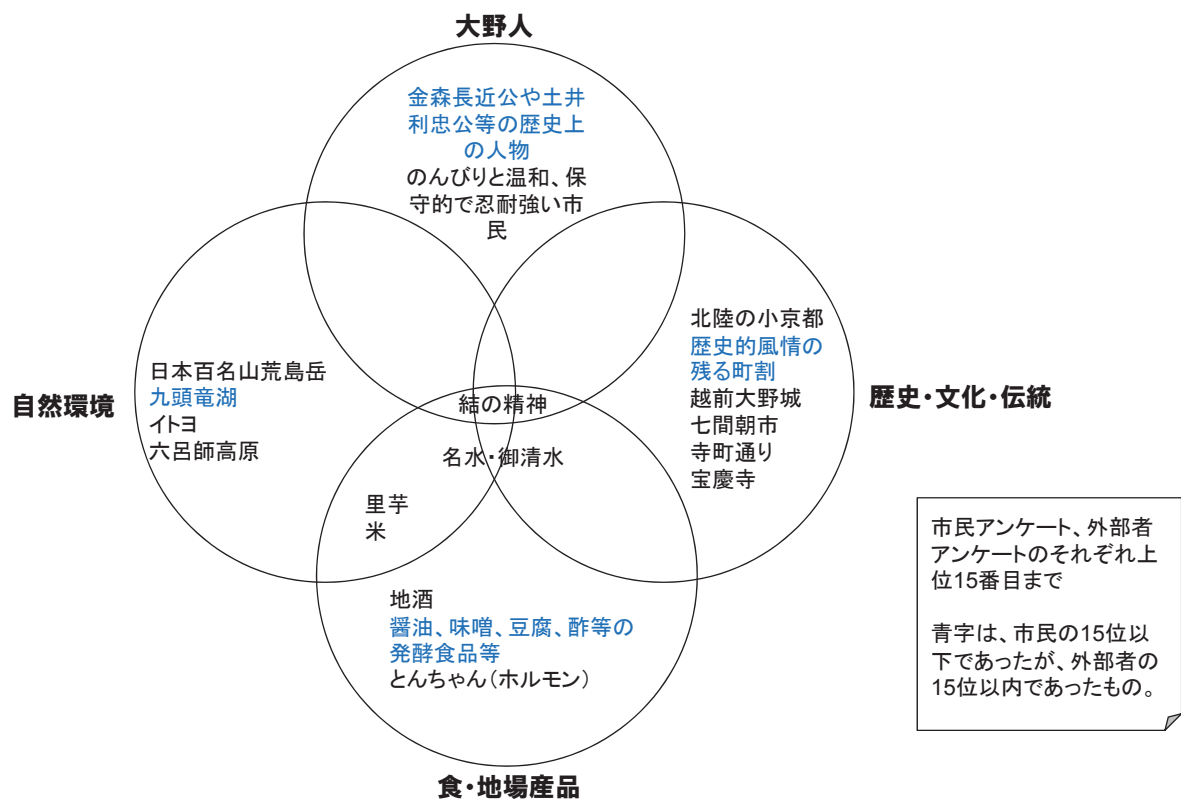 大野人
金森長近公や土井
利忠公等の歴史上
の人物
のんびりと温和、保
守的で忍耐強い市
民
自然環境
日本百名山荒島岳
九頭竜湖
イトヨ
六呂師高原
結の精神
名水・御清水
里芋
米
北陸の小京都
歴史的風情の
残る町割
越前大野城
七間朝市
寺町通り
宝慶寺
歴史・文化・伝統
地酒
醤油、味噌、豆腐、酢等の
発酵食品等
とんちゃん(ホルモン)
食・地場産品
市民アンケート、外部者
アンケートのそれぞれ上
位15番目まで
青字は、市民の15位以
下であったが、外部者の
15位以内であったもの。